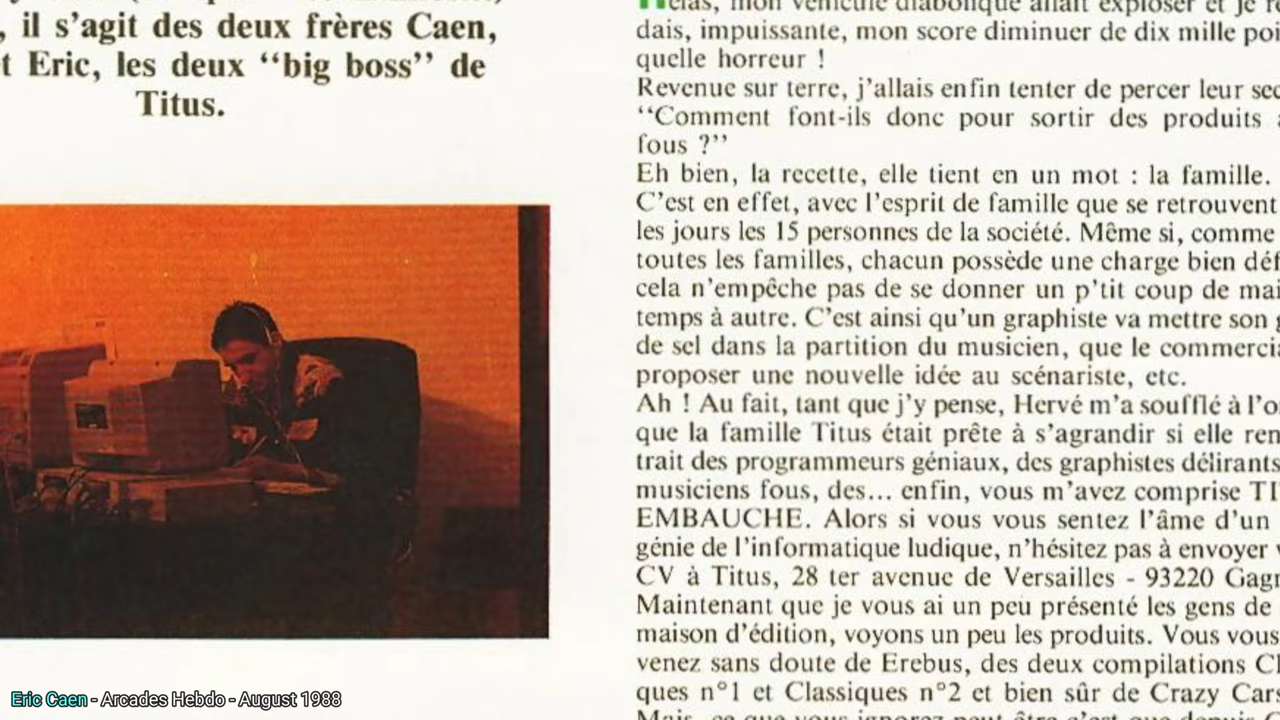 , il s'agit des deux frères Caen,
t Eric, les deux “big boss” de
Titus.
mon véhicule diabolique allait exploser et je
dais, impuissante, mon score diminuer de dix mille
quelle horreur !
Revenue sur terre, j'allais enfin tenter de percer leur
“Comment font-ils donc pour sortir des produits
fous ?”
Eh bien, la recette, elle tient en un mot : la famille.
C'est en effet, avec l'esprit de famille que se retrouvent
les jours les 15 personnes de la société. Même si, comme
toutes les familles, chacun possède une charge bien déf
cela n'empêche pas de se donner un p'tit coup de mai
temps à autre. C'est ainsi qu'un graphiste va mettre son
de sel dans la partition du musicien, que le commercia
proposer une nouvelle idée au scénariste, etc.
Ah ! Au fait, tant que j'y pense, Hervé m'a soufflé à l'o
que la famille Titus était prête à s'agrandir si elle ren
trait des programmeurs géniaux, des graphistes délirants
musiciens fous, des... enfin, vous m'avez comprise TI
EMBAUCHE. Alors si vous vous sentez l'âme d'un
génie de l'informatique ludique, n'hésitez pas à envoyer
CV à Titus, 28 ter avenue de Versailles - 93220 Gagn
Maintenant que je vous ai un peu présenté les gens de
maison d'édition, voyons un peu les produits. Vous vous
venez sans doute de Erebus, des deux compilations Cl
ques n°1 et Classiques n°2 et bien sûr de Crazy Cars
Eric Caen - Arcades Hebdo - August 1988